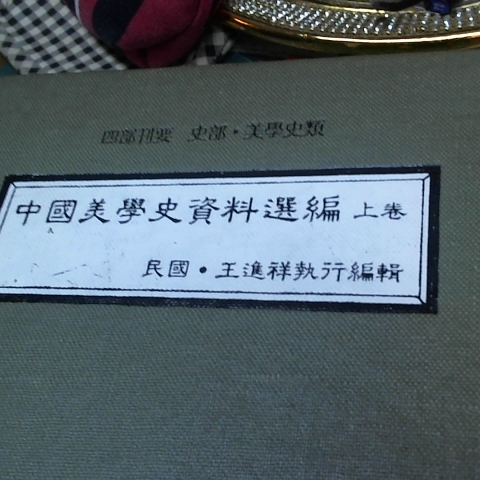 四部刊要 史部·美學史類
中國美學史資料選編 上卷
民國·王進祥執行編輯